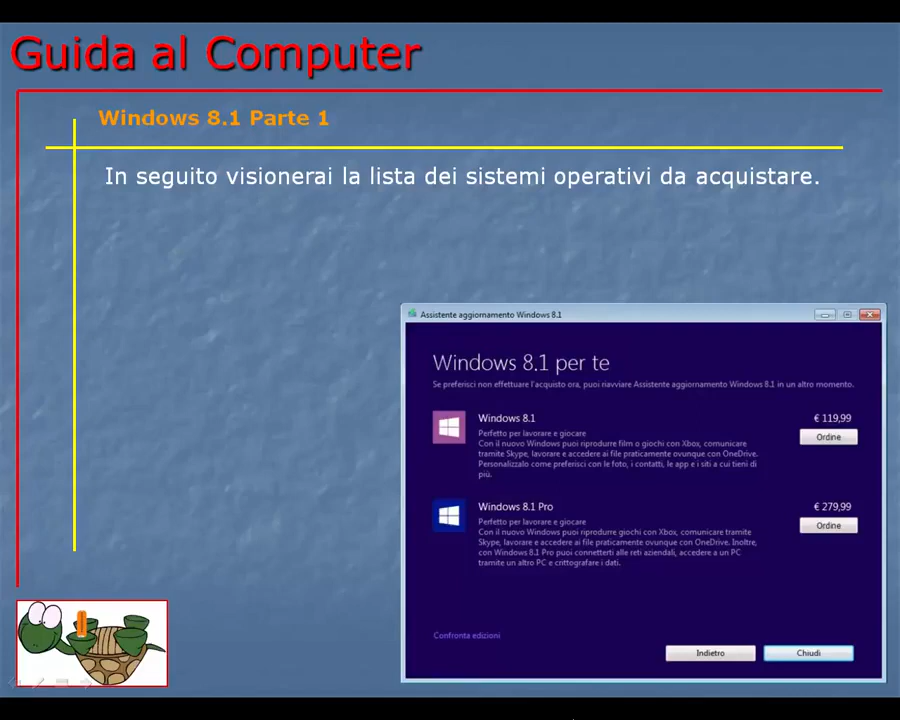 Guida al Computer
Windows 8.1 Parte 1
In seguito visionerai la lista dei sistemi operativi da acquistare.
Assistente aggiornamento Windows 8.1
Windows 8.1 per te
Se preferisci non effettuare l'acquisto ora, puoi riavviare Assistente aggiornamento Windows 8.1 in un altro momento.
Windows 8.1
€ 119,99
Perfetto per lavorare e giocare
Ordine
Con il nuovo Windows puoi riprodurre film o giochi con Xbox, comunicare
tramite Skype, lavorare e accedere ai file praticamente ovunque con OneDrive.
Personalizzalo come preferisci con le foto, i contatti, le app e i siti a cui tieni di
più.
Windows 8.1 Pro
€ 279,99
Perfetto per lavorare e giocare
Ordine
Con il nuovo Windows puoi riprodurre giochi con Xbox, comunicare tramite
Skype, lavorare e accedere ai file praticamente ovunque con OneDrive. Inoltre,
con Windows 8.1 Pro puoi connetterti alle reti aziendali, accedere a un PC
tramite un altro PC e crittografare i dati.
Confronta edizioni
Indietro
Chiudi